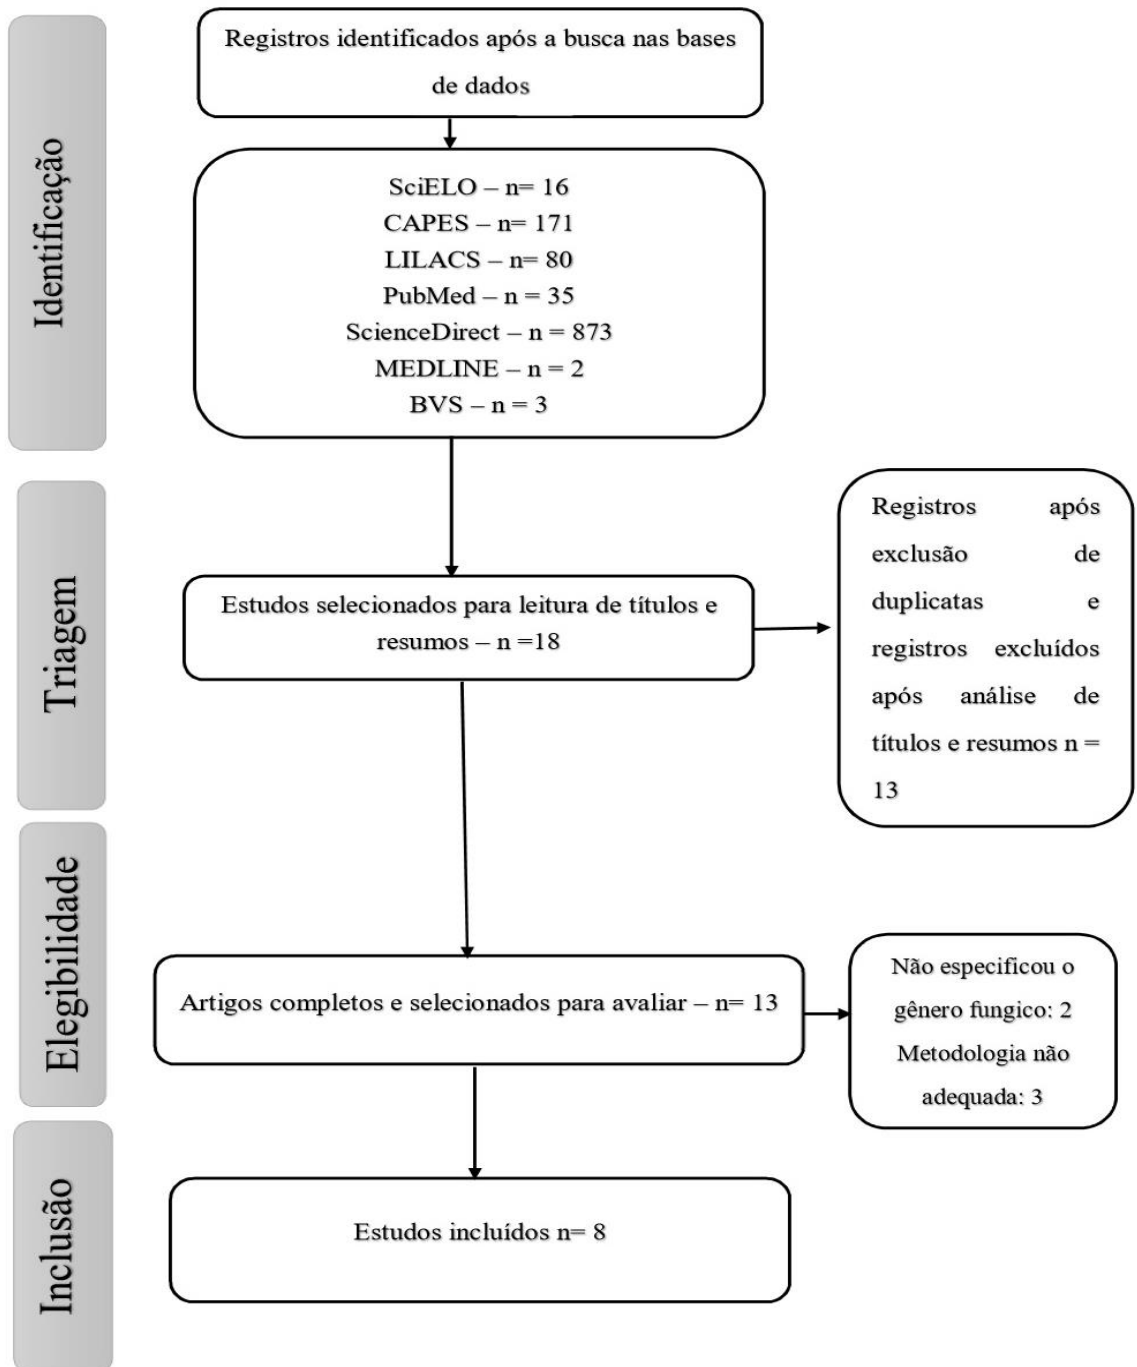 Identificação
Registros identificados após a busca nas bases
de dados
SciELO – n= 16
CAPES – n= 171
LILACS – n= 80
PubMed – n = 35
ScienceDirect – n = 873
MEDLINE – n = 2
BVS – n = 3
Triagem
Estudos selecionados para leitura de títulos e
resumos – n =18
Registros após
exclusão de
duplicatas e
registros excluídos
após análise de
títulos e resumos n =
13
Elegibilidade
Artigos completos e selecionados para avaliar – n= 13
Não especificou o
gênero fungico: 2
Metodologia não
adequada: 3
Inclusão
Estudos incluídos n= 8